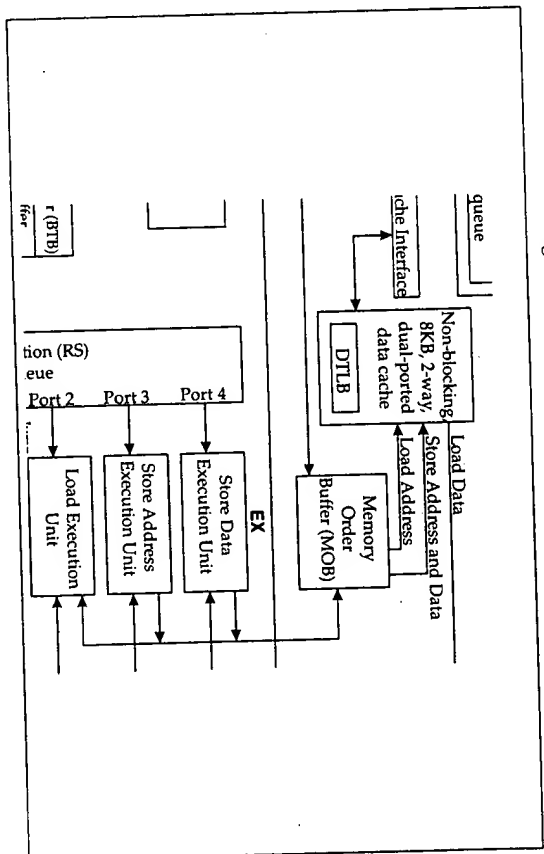 queue
iche Interface
Non-blocking,
8KB, 2-way,
dual-ported
data cache
DTLB
Load Data
Store Address and Data
Load Address
Memory
Order
Buffer (MOB)
EX
r (BTB)
ffer
tion (RS)
eue
Port 4
Port 3
Port 2
Store Data
Execution Unit
Store Address
Execution Unit
Load Execution
Unit